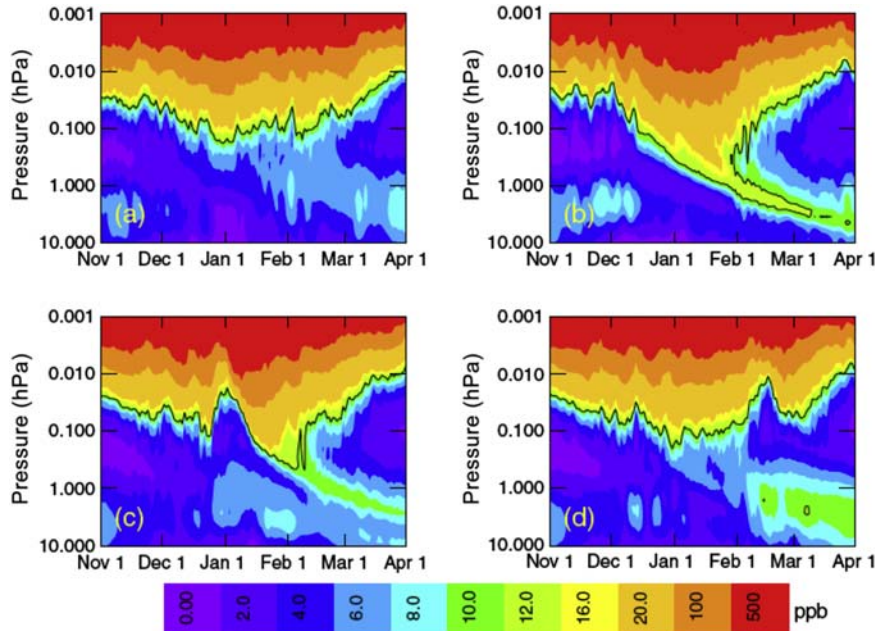 0.001
0.010
0.100
1.000
10.000
Pressure (hPa)
(a)
Nov 1 Dec 1 Jan 1 Feb 1 Mar 1 Apr 1
0.001
0.010
0.100
1.000
10.000
Pressure (hPa)
(b)
Nov 1 Dec 1 Jan 1 Feb 1 Mar 1 Apr 1
0.001
0.010
0.100
1.000
10.000
Pressure (hPa)
(c)
Nov 1 Dec 1 Jan 1 Feb 1 Mar 1 Apr 1
0.001
0.010
0.100
1.000
10.000
Pressure (hPa)
(d)
Nov 1 Dec 1 Jan 1 Feb 1 Mar 1 Apr 1
0.00 2.0 4.0 6.0 8.0 10.0 12.0 16.0 20.0 100 500 ppb